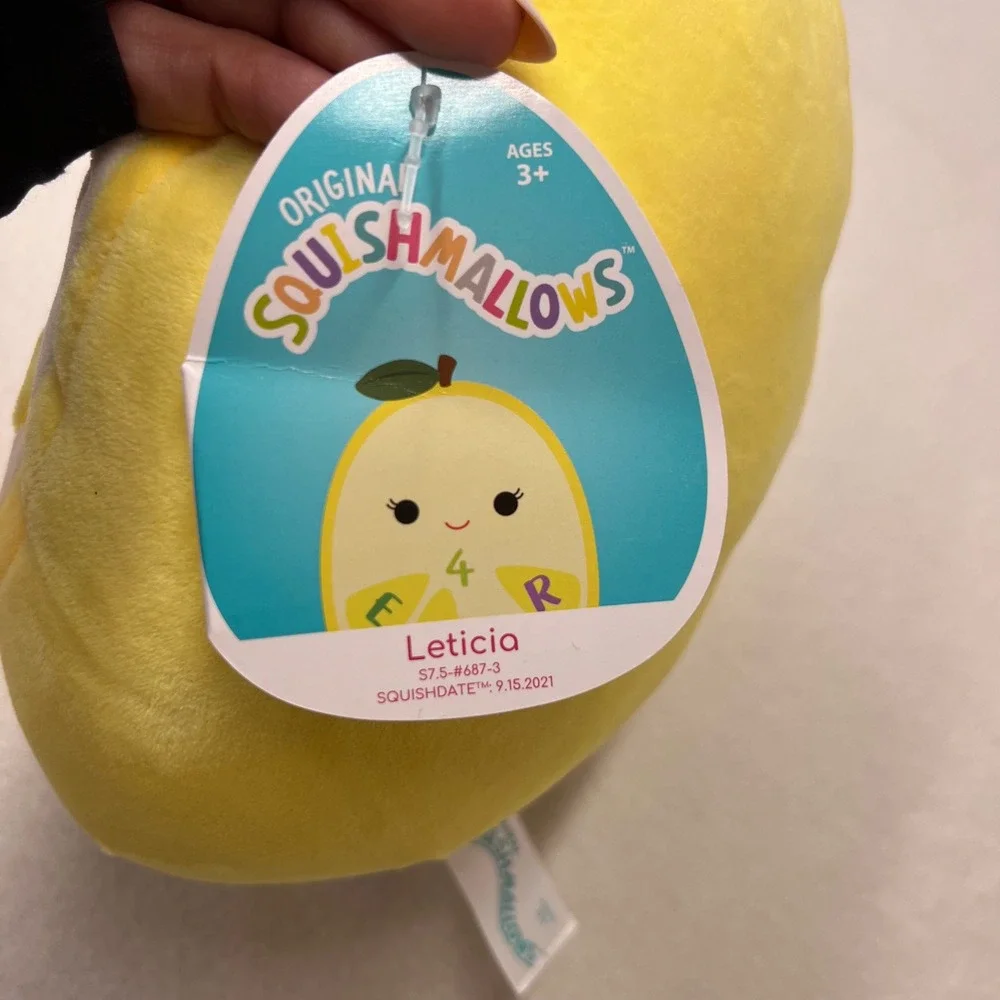 AGES
3+
ORIGINAL
SQUISHMALLOWS™
4
E R
Leticia
S7.5-#687-3
SQUISHDATE™: 9.15.2021